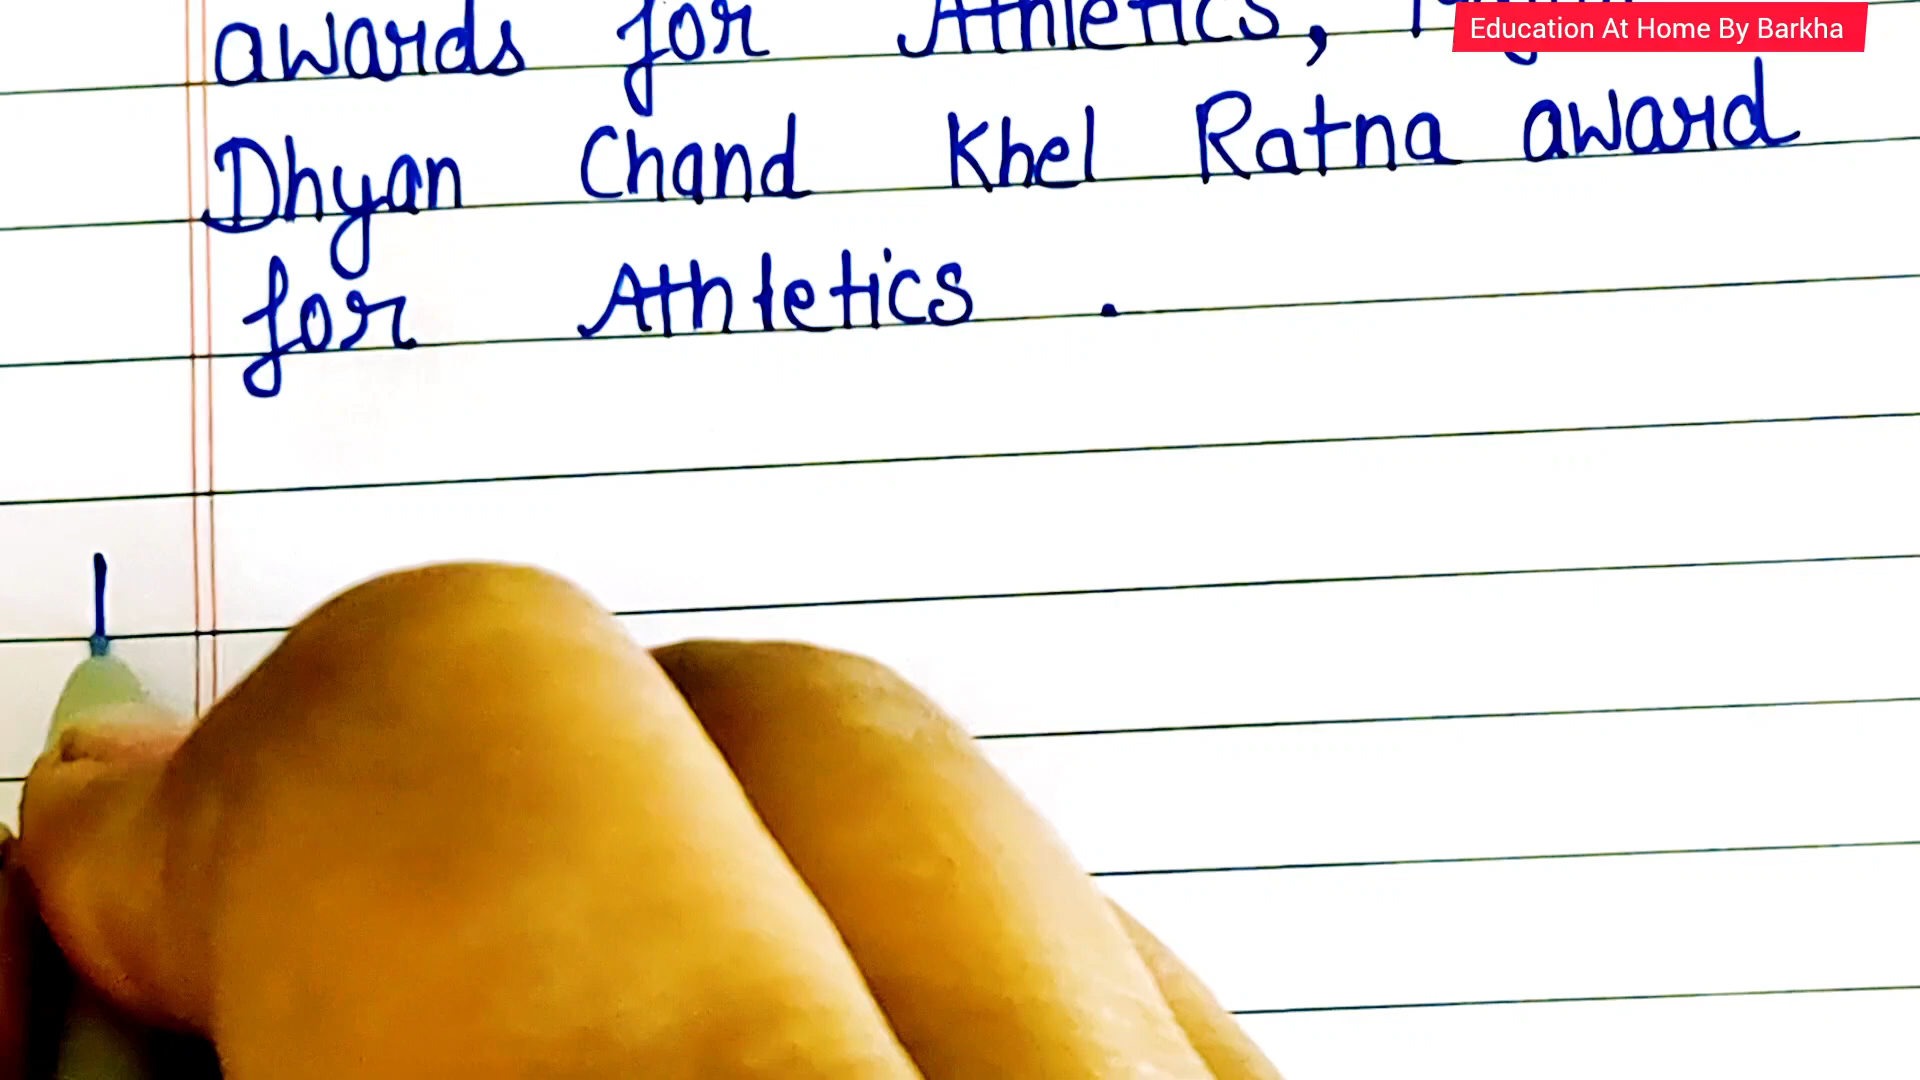 awards for Athletics,
Education At Home By Barkha
Dhyan Chand Khel Ratna award
for Athletics .